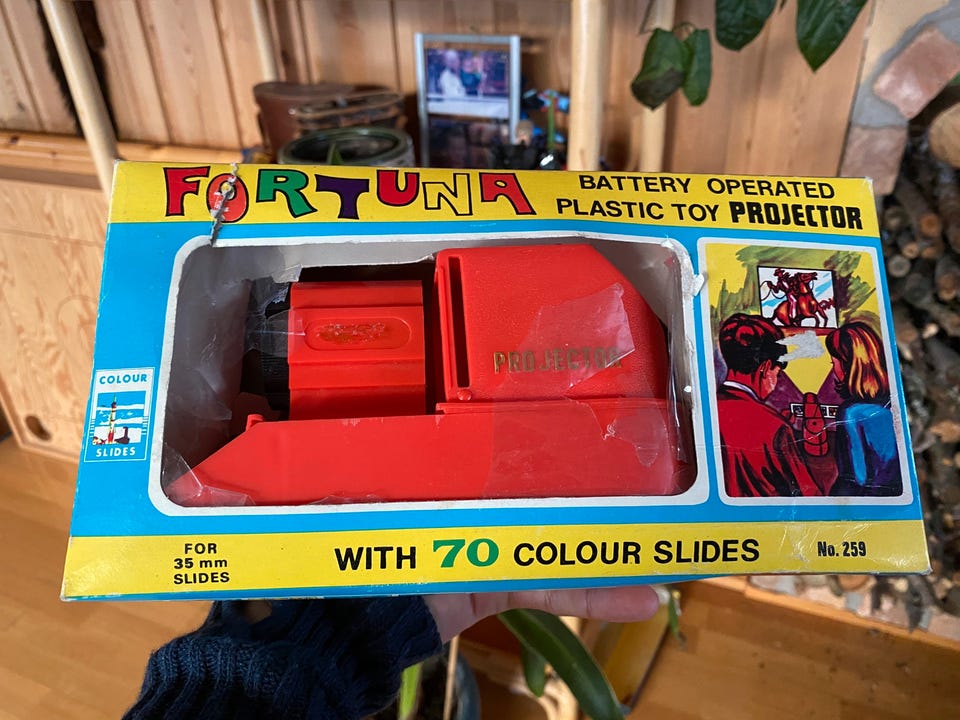 FORTUNA
BATTERY OPERATED
PLASTIC TOY PROJECTOR
PROJECTOR
COLOUR
SLIDES
FOR
35 mm
SLIDES
WITH 70 COLOUR SLIDES
No. 259